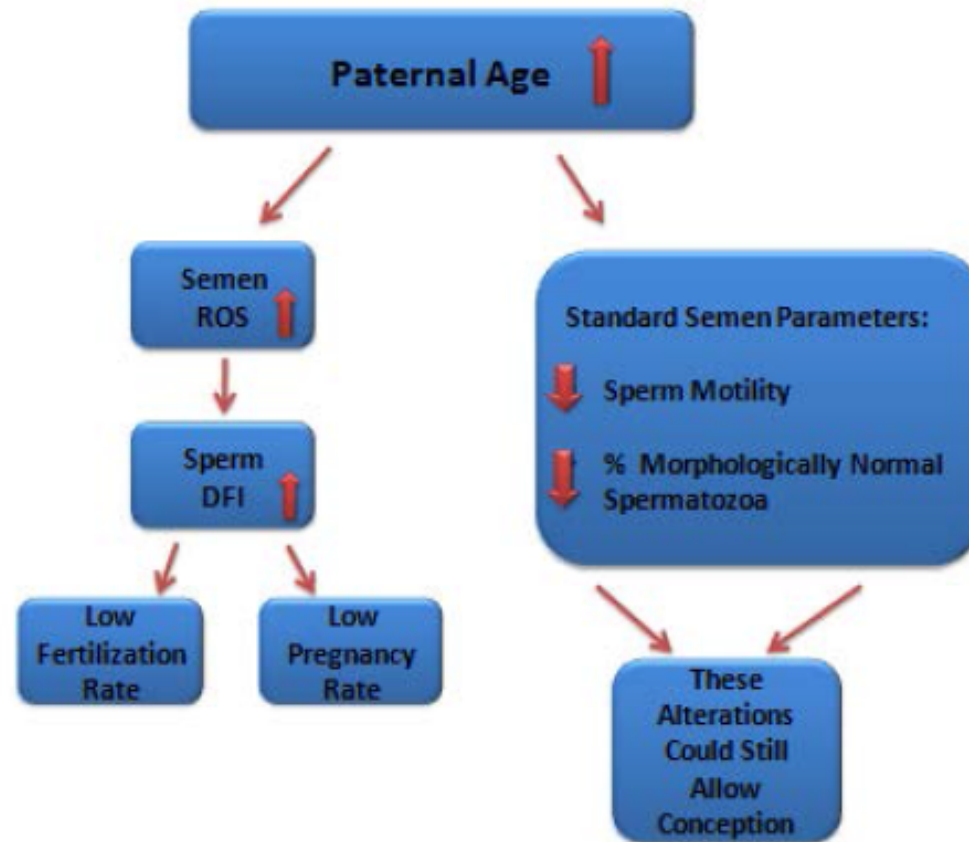 Paternal Age
Semen
ROS
Sperm
DFI
Low
Fertilization
Rate
Low
Pregnancy
Rate
Standard Semen Parameters:
Sperm Motility
% Morphologically Normal
Spermatozoa
These
Alterations
Could Still
Allow
Conception